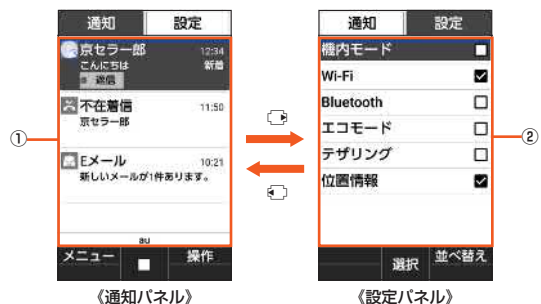 通知 設定
京セラ一郎 12:34
こんにちは 新着
返信
不在着信 11:50
京セラ一郎
Eメール 10:21
新しいメールが1件あります。
au
メニュー 操作
《通知パネル》
①
通知 設定
機内モード
Wi-Fi
Bluetooth
エコモード
テザリング
位置情報
選択 並べ替え
《設定パネル》
②